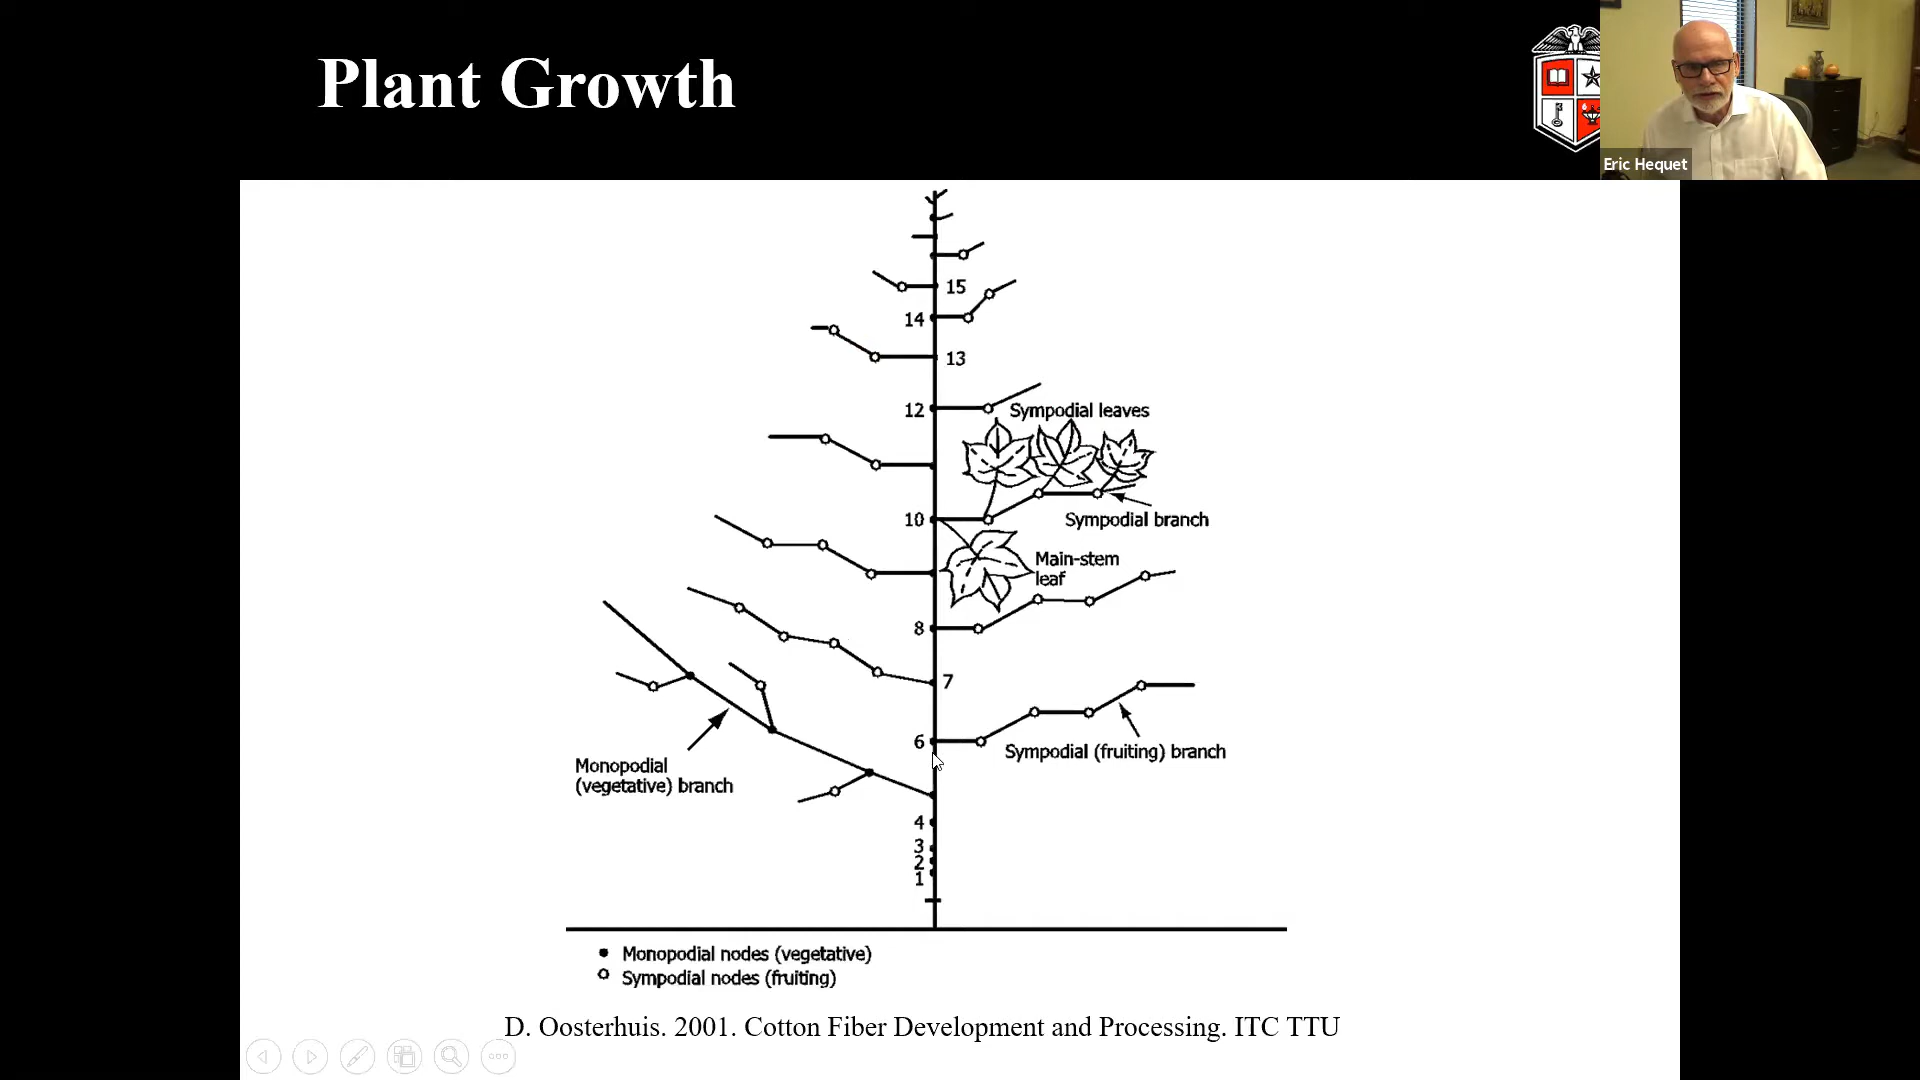 Plant Growth
Eric Hequet
15
14
13
12
Sympodial leaves
10
Sympodial branch
Main-stem
leaf
8
7
6
Sympodial (fruiting) branch
Monopodial
(vegetative) branch
4
3
2
1
Monopodial nodes (vegetative)
Sympodial nodes (fruiting)
D. Oosterhuis. 2001. Cotton Fiber Development and Processing. ITC TTU